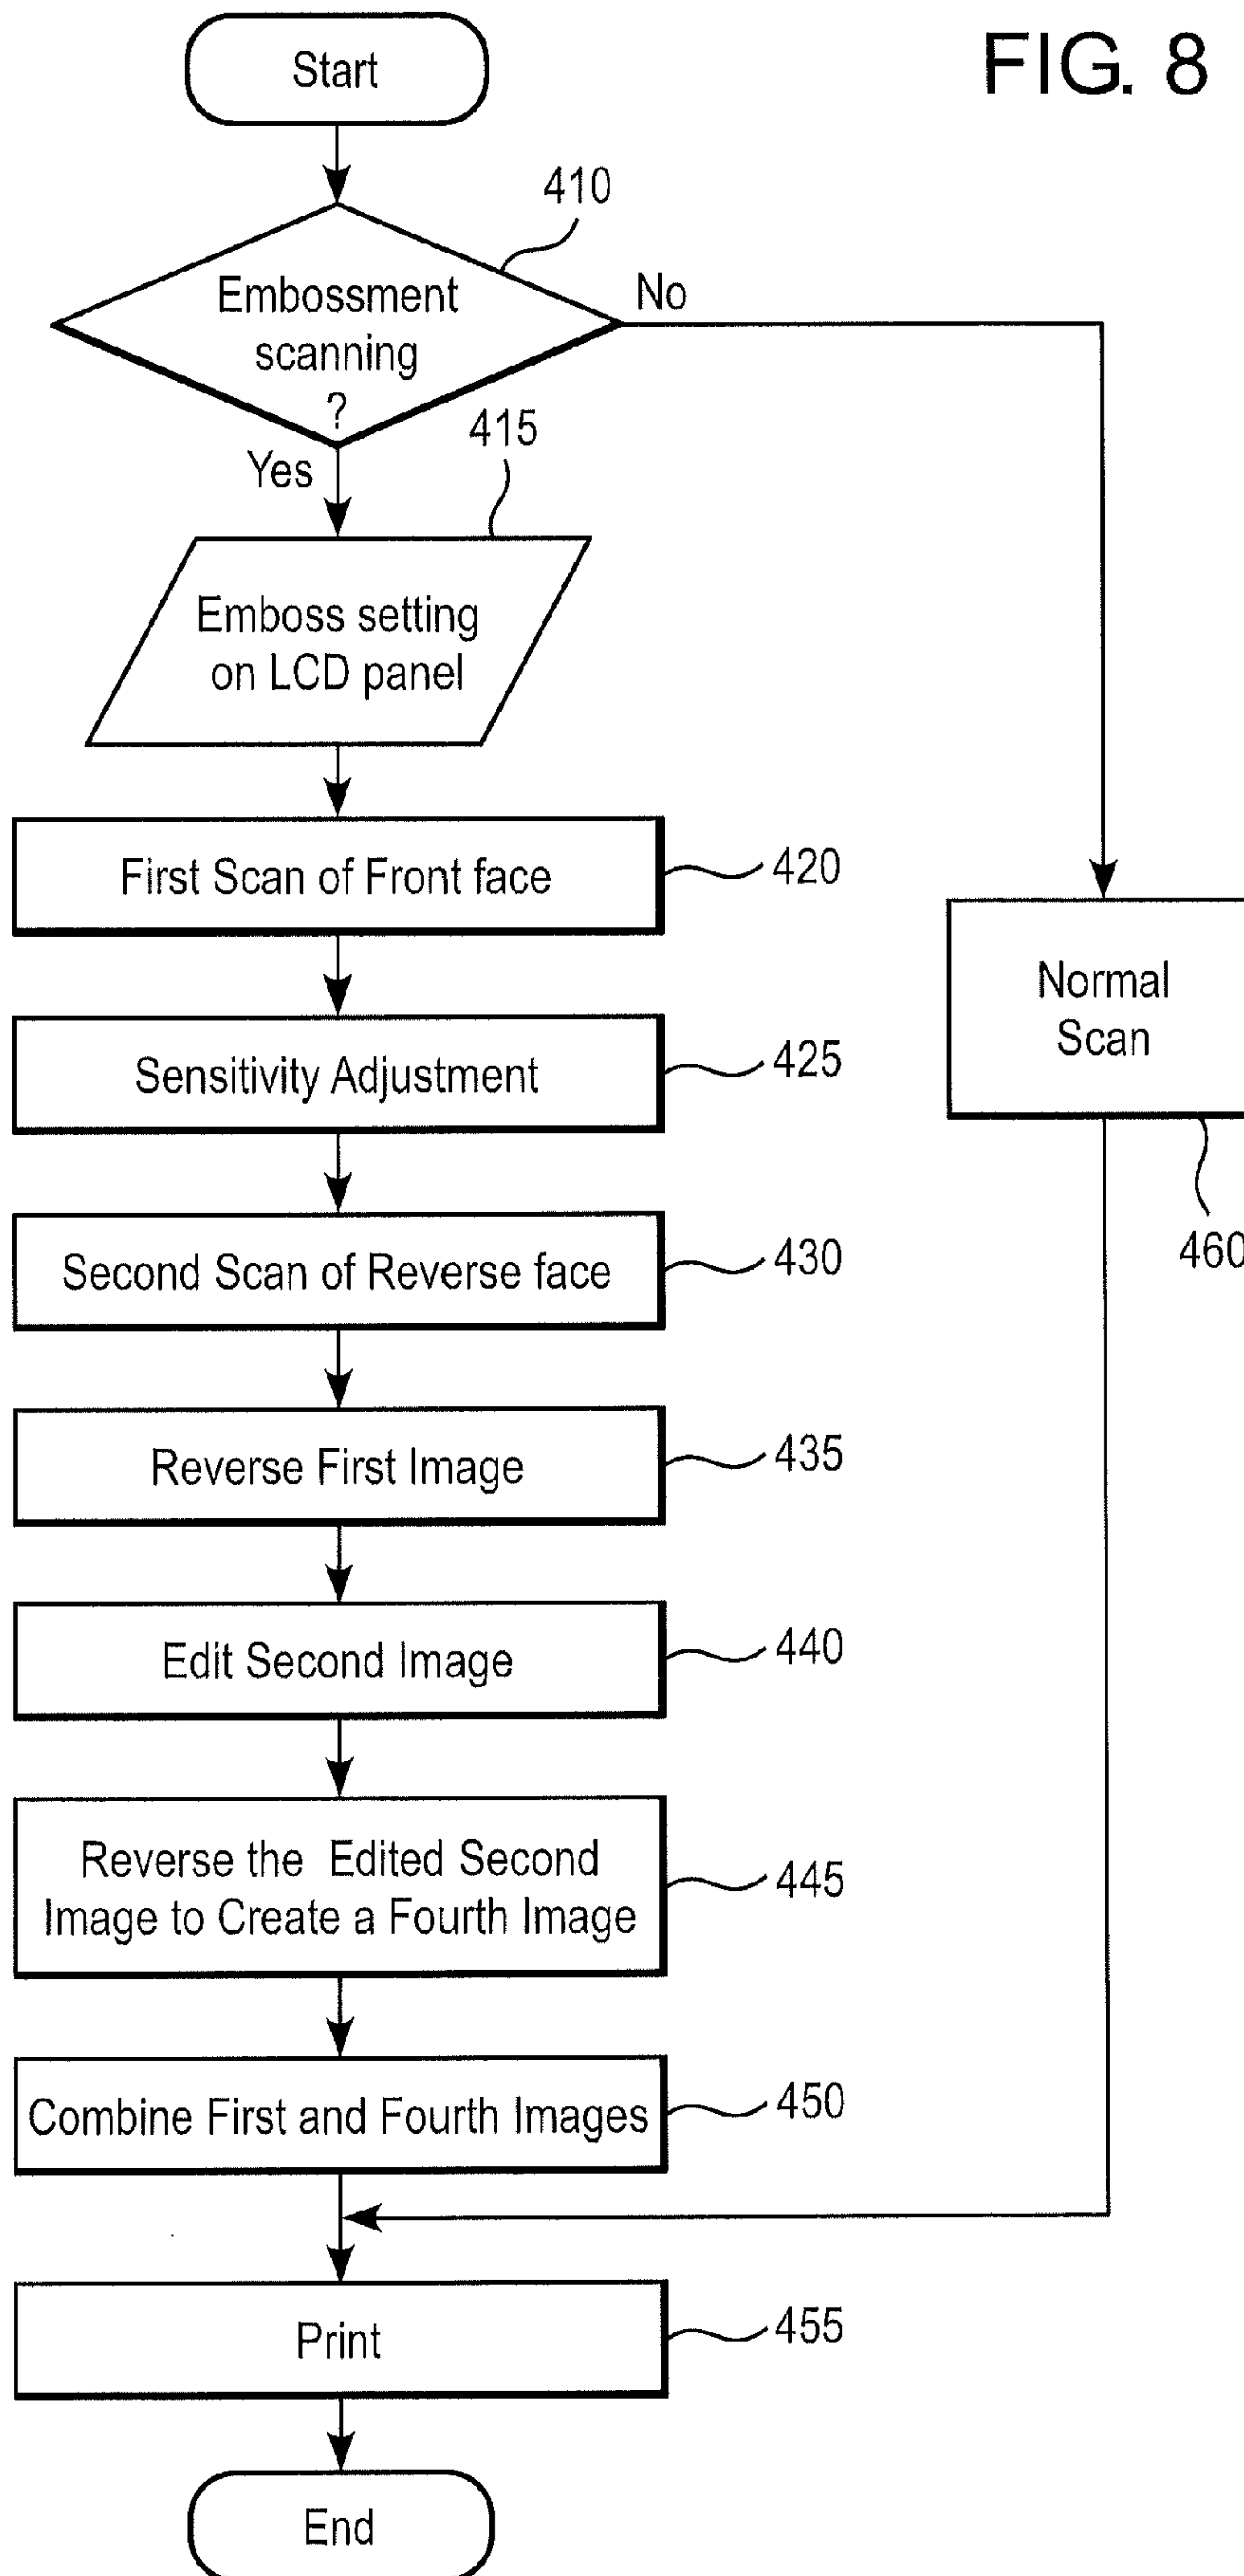 FIG. 8
Start
410
Embossment
scanning
?
No
Yes
415
Emboss setting
on LCD panel
First Scan of Front face
420
Normal
Scan
460
Sensitivity Adjustment
425
Second Scan of Reverse face
430
Reverse First Image
435
Edit Second Image
440
Reverse the Edited Second
Image to Create a Fourth Image
445
Combine First and Fourth Images
450
Print
455
End